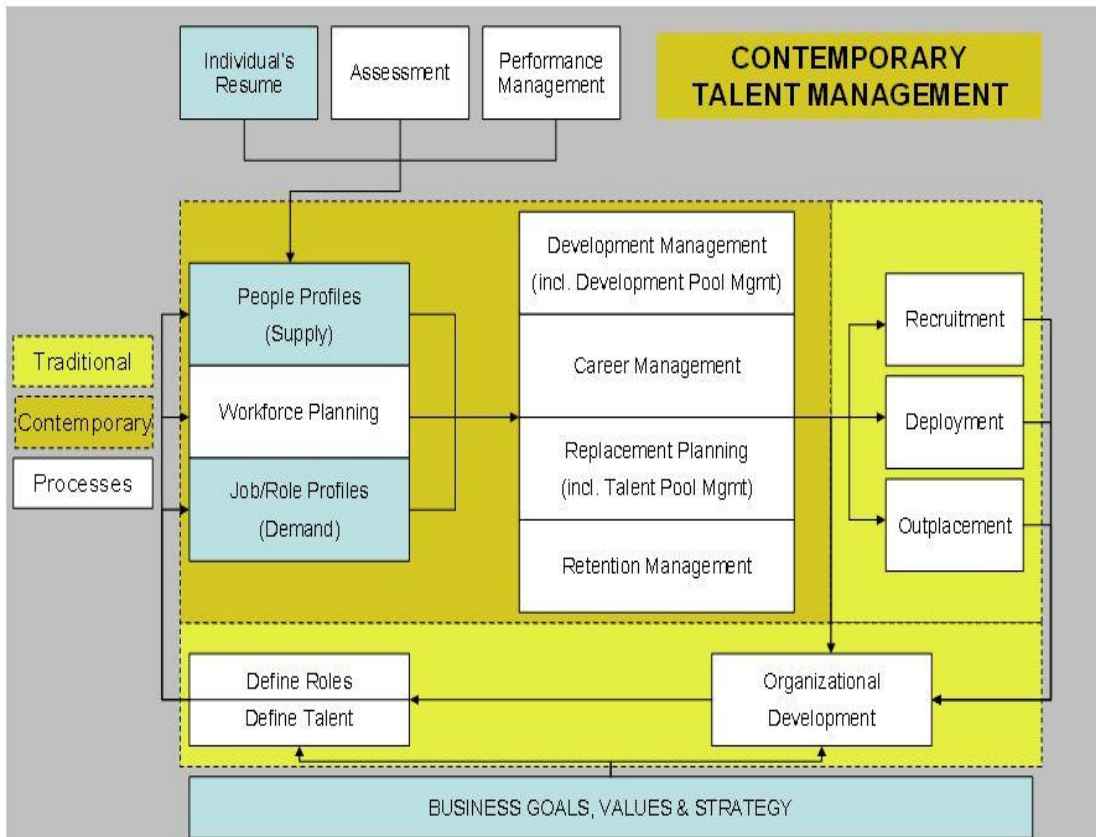 Individual's
Resume
Assessment
Performance
Management
CONTEMPORARY
TALENT MANAGEMENT
Traditional
Contemporary
Processes
People Profiles
(Supply)
Workforce Planning
Job/Role Profiles
(Demand)
Development Management
(incl. Development Pool Mgmt)
Career Management
Replacement Planning
(incl. Talent Pool Mgmt)
Retention Management
Recruitment
Deployment
Outplacement
Define Roles
Define Talent
Organizational
Development
BUSINESS GOALS, VALUES & STRATEGY